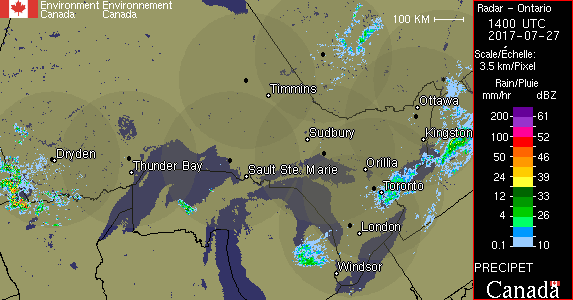 Environment Environnement
Canada Canada
100 KM
Timmins
Ottawa
Sudbury
Kingston
Dryden
Thunder Bay
Sault Ste. Marie
Orillia
Toronto
London
Windsor
Radar - Ontario
1400 UTC
2017-07-27
Scale/Échelle:
3.5 km/Pixel
Rain/Pluie
mm/hr dBZ
200 61
100 52
50 46
24 39
12 33
4 26
0.1 10
PRECIPET
Canada